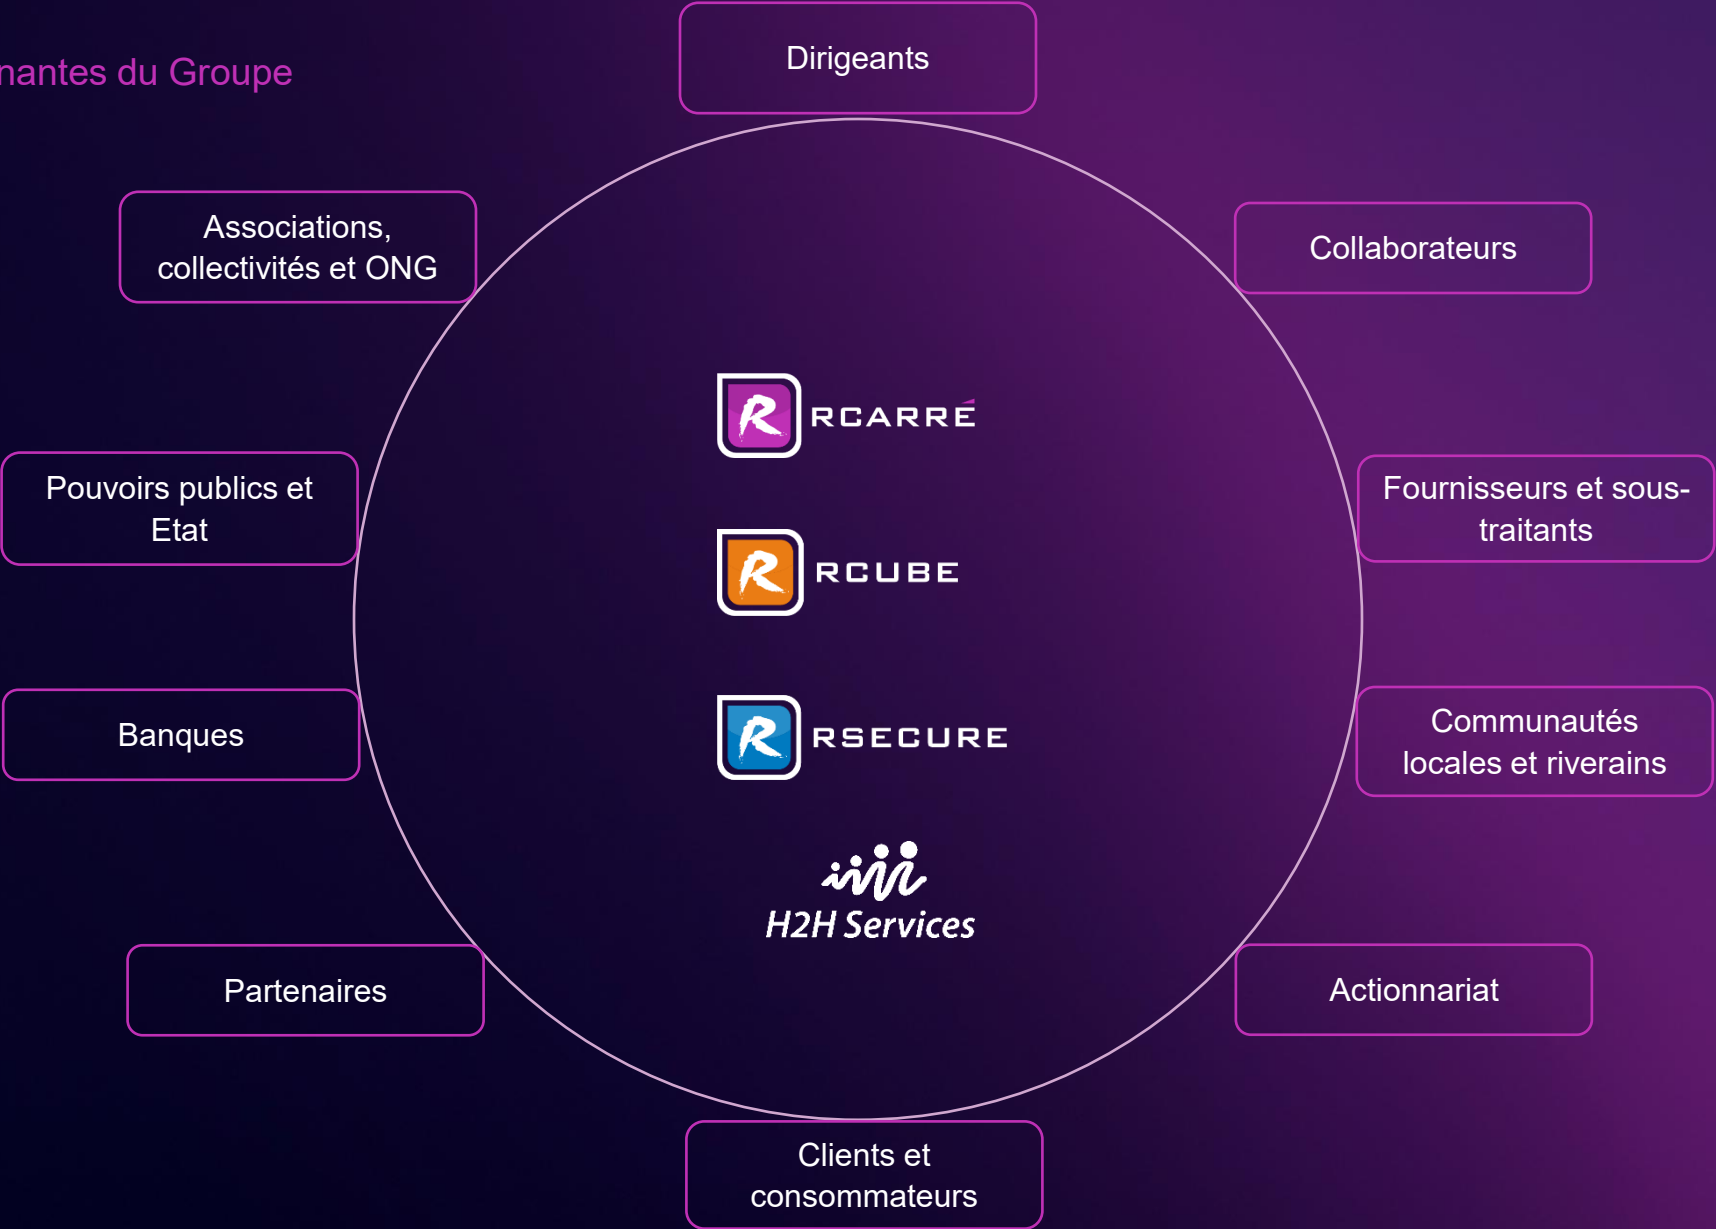 du Groupe
Dirigeants
Associations,
collectivités et ONG
Collaborateurs
R RCARRÉ
Pouvoirs publics et
Etat
Fournisseurs et sous-
traitants
R RCUBE
Banques
R RSECURE
Communautés
locales et riverains
H2H Services
Partenaires
Actionnariat
Clients et
consommateurs